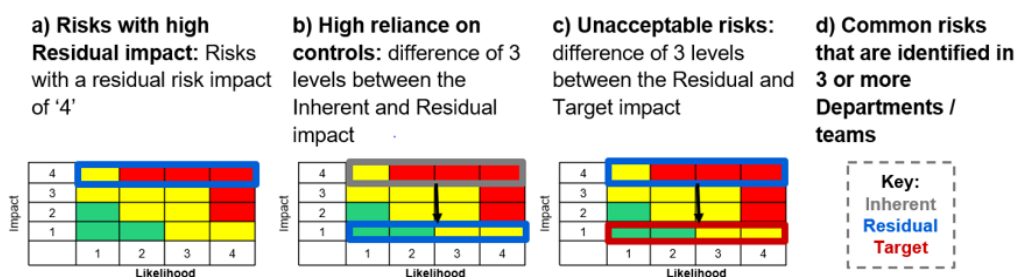 a) Risks with high
Residual impact: Risks
with a residual risk impact
of ‘4’
b) High reliance on
controls: difference of 3
levels between the
Inherent and Residual
impact
c) Unacceptable risks:
difference of 3 levels
between the Residual and
Target impact
d) Common risks
that are identified in
3 or more
Departments /
teams
Impact
4
3
2
1
1 2 3 4
Likelihood
Impact
4
3
2
1
1 2 3 4
Likelihood
Impact
4
3
2
1
1 2 3 4
Likelihood
Key:
Inherent
Residual
Target